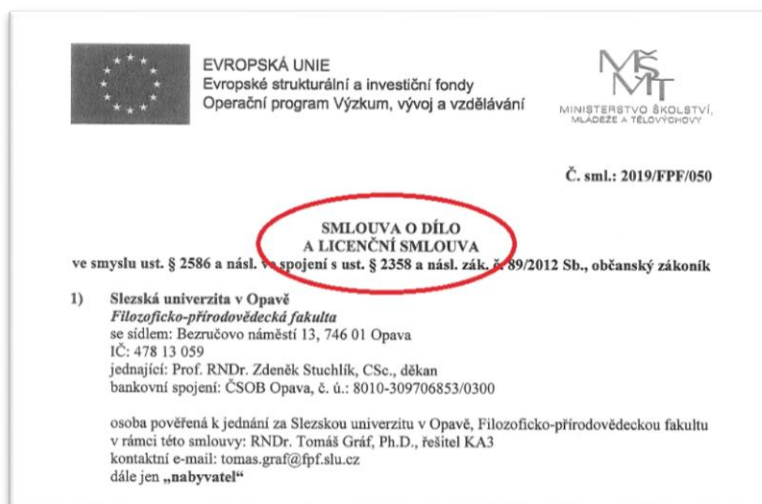 EVROPSKÁ UNIE
Evropské strukturální a investiční fondy
Operační program Výzkum, vývoj a vzdělávání
MŠMT
MINISTERSTVO ŠKOLSTVÍ,
MLÁDEŽE A TĚLOVÝCHOVY
Č. sml.: 2019/FPF/050
SMLOUVA O DÍLO
A LICENČNÍ SMLOUVA
ve smyslu ust. § 2586 a násl. ve spojení s ust. § 2358 a násl. zák. č. 89/2012 Sb., občanský zákoník
1) Slezská univerzita v Opavě
Filozoficko-přírodovědecká fakulta
se sídlem: Bezručovo náměstí 13, 746 01 Opava
IČ: 478 13 059
jednající: Prof. RNDr. Zdeněk Stuchlík, CSc., děkan
bankovní spojení: ČSOB Opava, č. ú.: 8010-309706853/0300
osoba pověřená k jednání za Slezskou univerzitu v Opavě, Filozoficko-přírodovědeckou fakultu
v rámci této smlouvy: RNDr. Tomáš Gráf, Ph.D., řešitel KA3
kontaktní e-mail: tomas.graf@fpf.slu.cz
dále jen „nabyvatel“